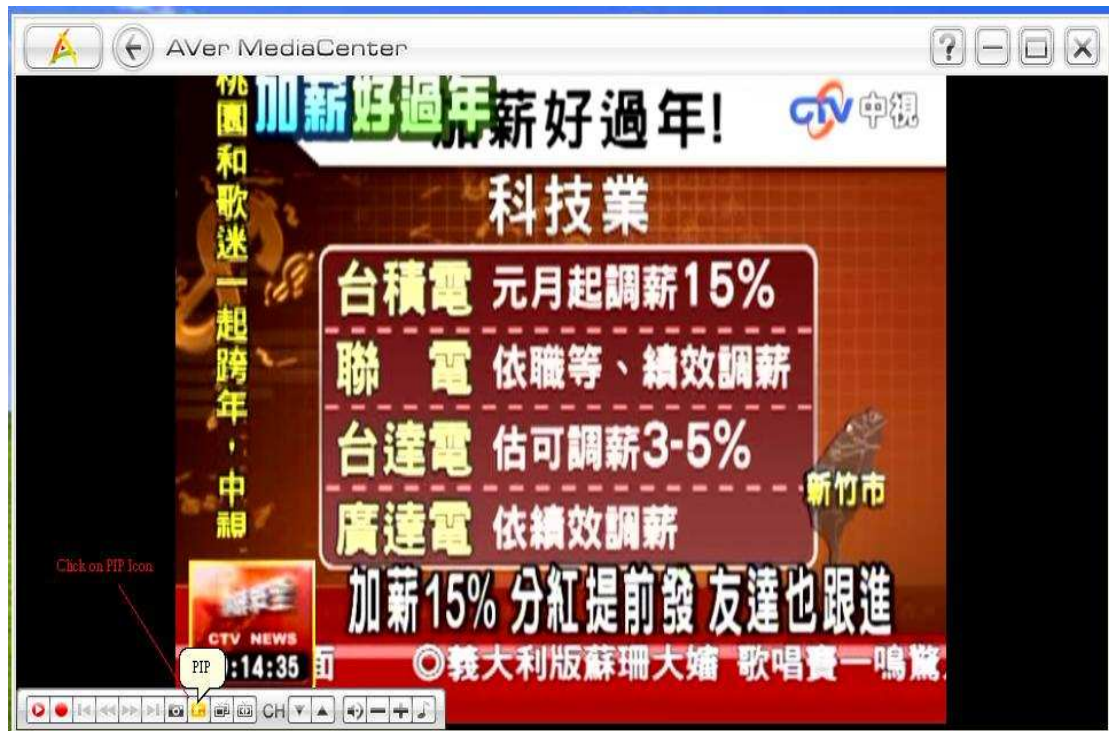 AVer MediaCenter
桃園和歌迷一起跨年，中視
加薪好過年
加薪好過年!
CTV 中視
科技業
台積電 元月起調薪15%
聯電 依職等、績效調薪
台達電 估可調薪3-5%
廣達電 依績效調薪
新竹市
Click on PIP Icon
加薪15% 分紅提前發 友達也跟進
CTV NEWS
:14:35
面 ◎義大利版蘇珊大嬸 歌唱賽一鳴驚
PIP
CH